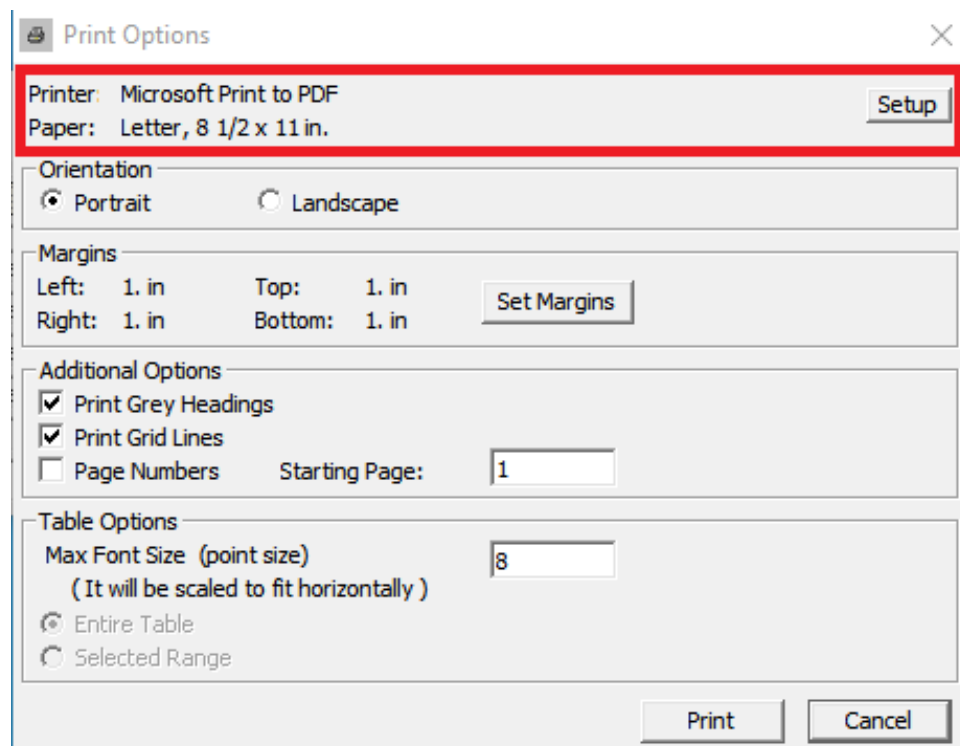 Print Options
Printer: Microsoft Print to PDF
Setup
Paper: Letter, 8 1/2 x 11 in.
Orientation
Portrait Landscape
Margins
Left: 1. in Top: 1. in
Set Margins
Right: 1. in Bottom: 1. in
Additional Options
Print Grey Headings
Print Grid Lines
Page Numbers Starting Page: 1
Table Options
Max Font Size (point size) 8
( It will be scaled to fit horizontally )
Entire Table
Selected Range
Print Cancel